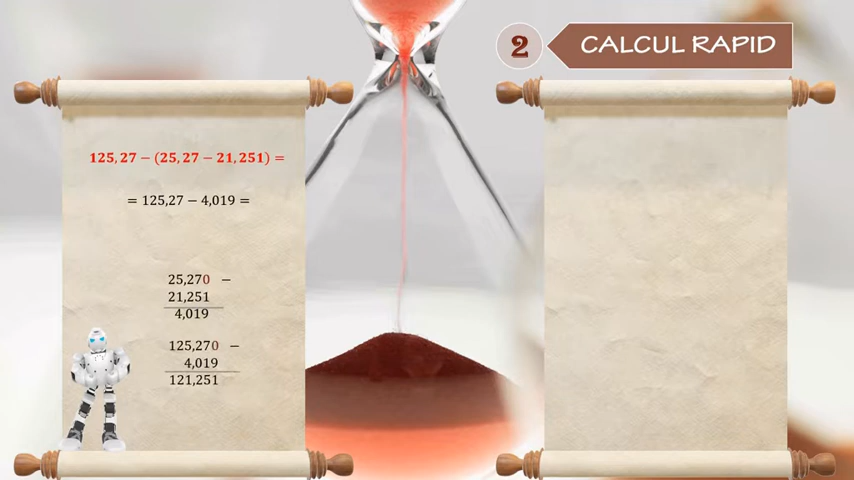 2
CALCUL RAPID
125,27 − (25,27 − 21,251) =
= 125,27 − 4,019 =
25,270 −
21,251
4,019
125,270 −
4,019
121,251